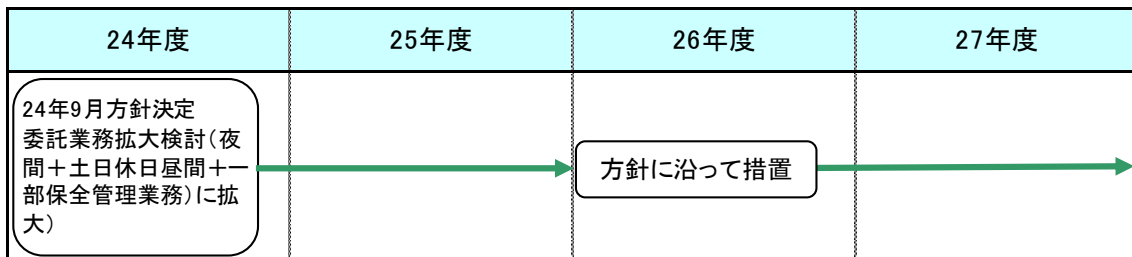 24年度
25年度
26年度
27年度
24年9月方針決定
委託業務拡大検討（夜
間＋土日休日昼間＋一
部保全管理業務）に拡
大）
方針に沿って措置